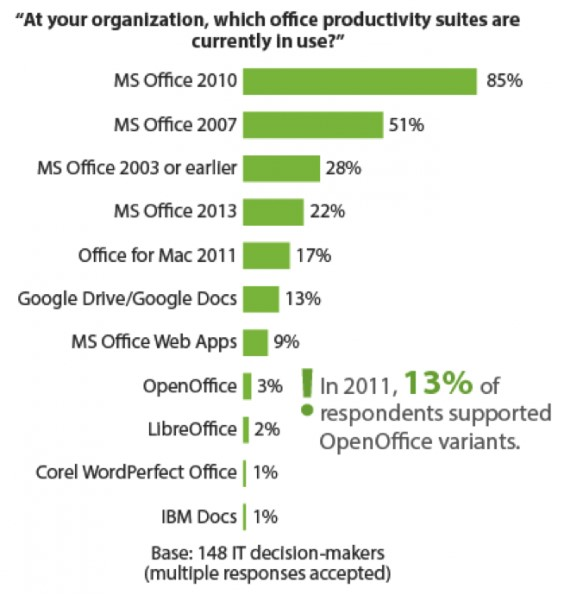 “At your organization, which office productivity suites are
currently in use?”
MS Office 2010 85%
MS Office 2007 51%
MS Office 2003 or earlier 28%
MS Office 2013 22%
Office for Mac 2011 17%
Google Drive/Google Docs 13%
MS Office Web Apps 9%
OpenOffice 3%
! In 2011, 13% of
respondents supported
OpenOffice variants.
LibreOffice 2%
Corel WordPerfect Office 1%
IBM Docs 1%
Base: 148 IT decision-makers
(multiple responses accepted)